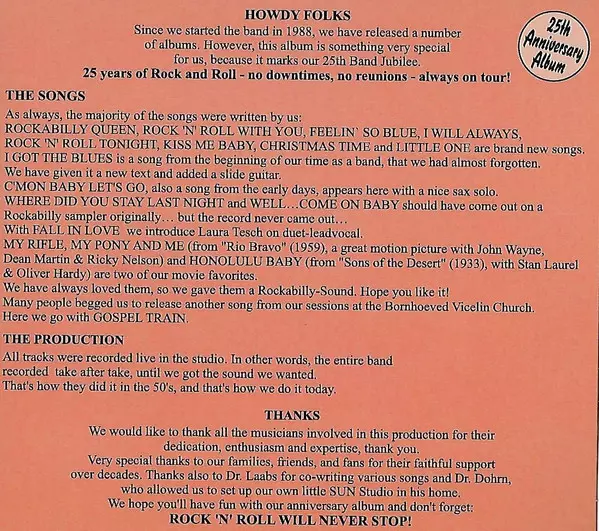 HOWDY FOLKS
Since we started the band in 1988, we have released a number
of albums. However, this album is something very special
for us, because it marks our 25th Band Jubilee.
25 years of Rock and Roll - no downtimes, no reunions - always on tour!
25th
Anniversary
Album
THE SONGS
As always, the majority of the songs were written by us:
ROCKABILLY QUEEN, ROCK 'N' ROLL WITH YOU, FEELIN` SO BLUE, I WILL ALWAYS,
ROCK 'N' ROLL TONIGHT, KISS ME BABY, CHRISTMAS TIME and LITTLE ONE are brand new songs.
I GOT THE BLUES is a song from the beginning of our time as a band, that we had almost forgotten.
We have given it a new text and added a slide guitar.
C'MON BABY LET'S GO, also a song from the early days, appears here with a nice sax solo.
WHERE DID YOU STAY LAST NIGHT and WELL…COME ON BABY should have come out on a
Rockabilly sampler originally… but the record never came out…
With FALL IN LOVE we introduce Laura Tesch on duet-leadvocal.
MY RIFLE, MY PONY AND ME (from "Rio Bravo" (1959), a great motion picture with John Wayne,
Dean Martin & Ricky Nelson) and HONOLULU BABY (from "Sons of the Desert" (1933), with Stan Laurel
& Oliver Hardy) are two of our movie favorites.
We have always loved them, so we gave them a Rockabilly-Sound. Hope you like it!
Many people begged us to release another song from our sessions at the Bornhoeved Vicelin Church.
Here we go with GOSPEL TRAIN.
THE PRODUCTION
All tracks were recorded live in the studio. In other words, the entire band
recorded take after take, until we got the sound we wanted.
That's how they did it in the 50's, and that's how we do it today.
THANKS
We would like to thank all the musicians involved in this production for their
dedication, enthusiasm and expertise, thank you.
Very special thanks to our families, friends, and fans for their faithful support
over decades. Thanks also to Dr. Laabs for co-writing various songs and Dr. Dohrn,
who allowed us to set up our own little SUN Studio in his home.
We hope you'll have fun with our anniversary album and don't forget:
ROCK 'N' ROLL WILL NEVER STOP!